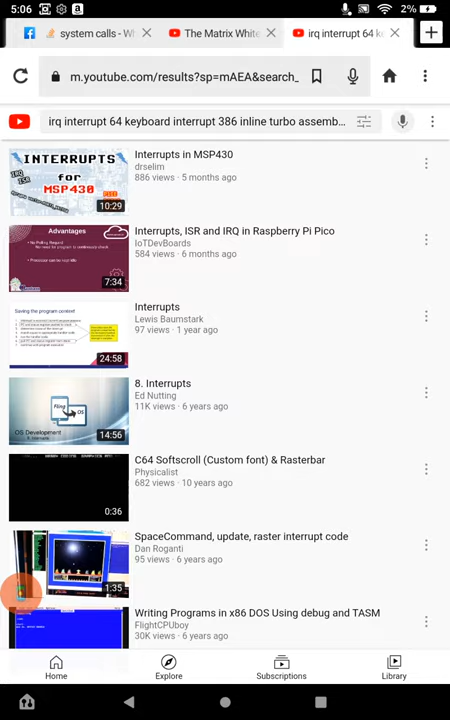 5:06
2%
system calls - Wh
The Matrix White
irq interrupt 64 k
m.youtube.com/results?sp=mAEA&search_
irq interrupt 64 keyboard interrupt 386 inline turbo assemb...
INTERRUPTS
for
MSP430
IRQ
ISR
10:29
Interrupts in MSP430
drselim
886 views · 5 months ago
Advantages
7:34
Interrupts, ISR and IRQ in Raspberry Pi Pico
IoTDevBoards
584 views · 6 months ago
Saving the program context
24:58
Interrupts
Lewis Baumstark
97 views · 1 year ago
Fling
OS
OS Development
14:56
8. Interrupts
Ed Nutting
11K views · 6 years ago
0:36
C64 Softscroll (Custom font) & Rasterbar
Physicalist
682 views · 10 years ago
1:35
SpaceCommand, update, raster interrupt code
Dan Roganti
95 views · 6 years ago
Writing Programs in x86 DOS Using debug and TASM
FlightCPUboy
30K views · 6 years ago
Home
Explore
Subscriptions
Library